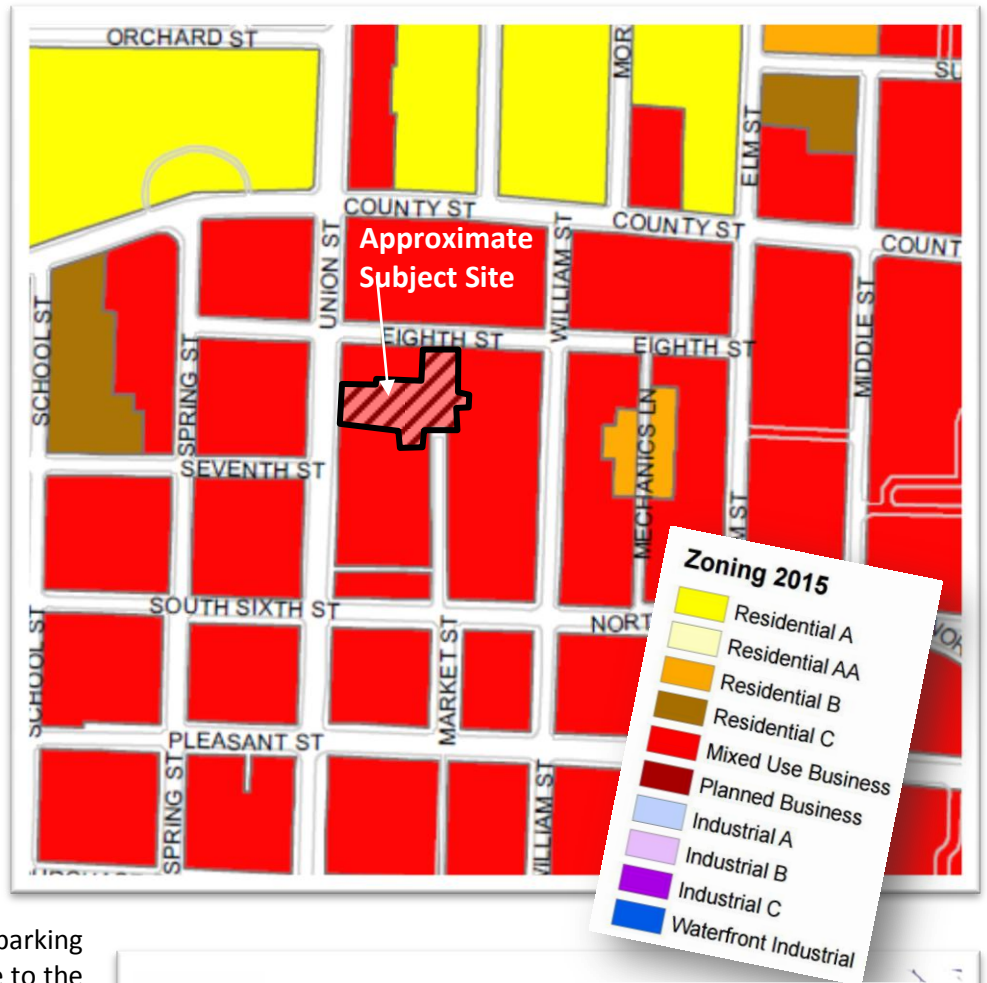 ORCHARD ST
MOR
SU
ELM ST
COUNTY ST
COUNTY ST
COUNT
Approximate
Subject Site
UNION ST
WILLIAM ST
MIDDLE ST
SCHOOL ST
SPRING ST
EIGHTH ST
EIGHTH ST
MECHANICS LN
SEVENTH ST
M ST
SOUTH SIXTH ST
NORT
SCHOOL ST
MARKET ST
PLEASANT ST
SPRING ST
WILLIAM ST
Zoning 2015
Residential A
Residential AA
Residential B
Residential C
Mixed Use Business
Planned Business
Industrial A
Industrial B
Industrial C
Waterfront Industrial
parking
e to the